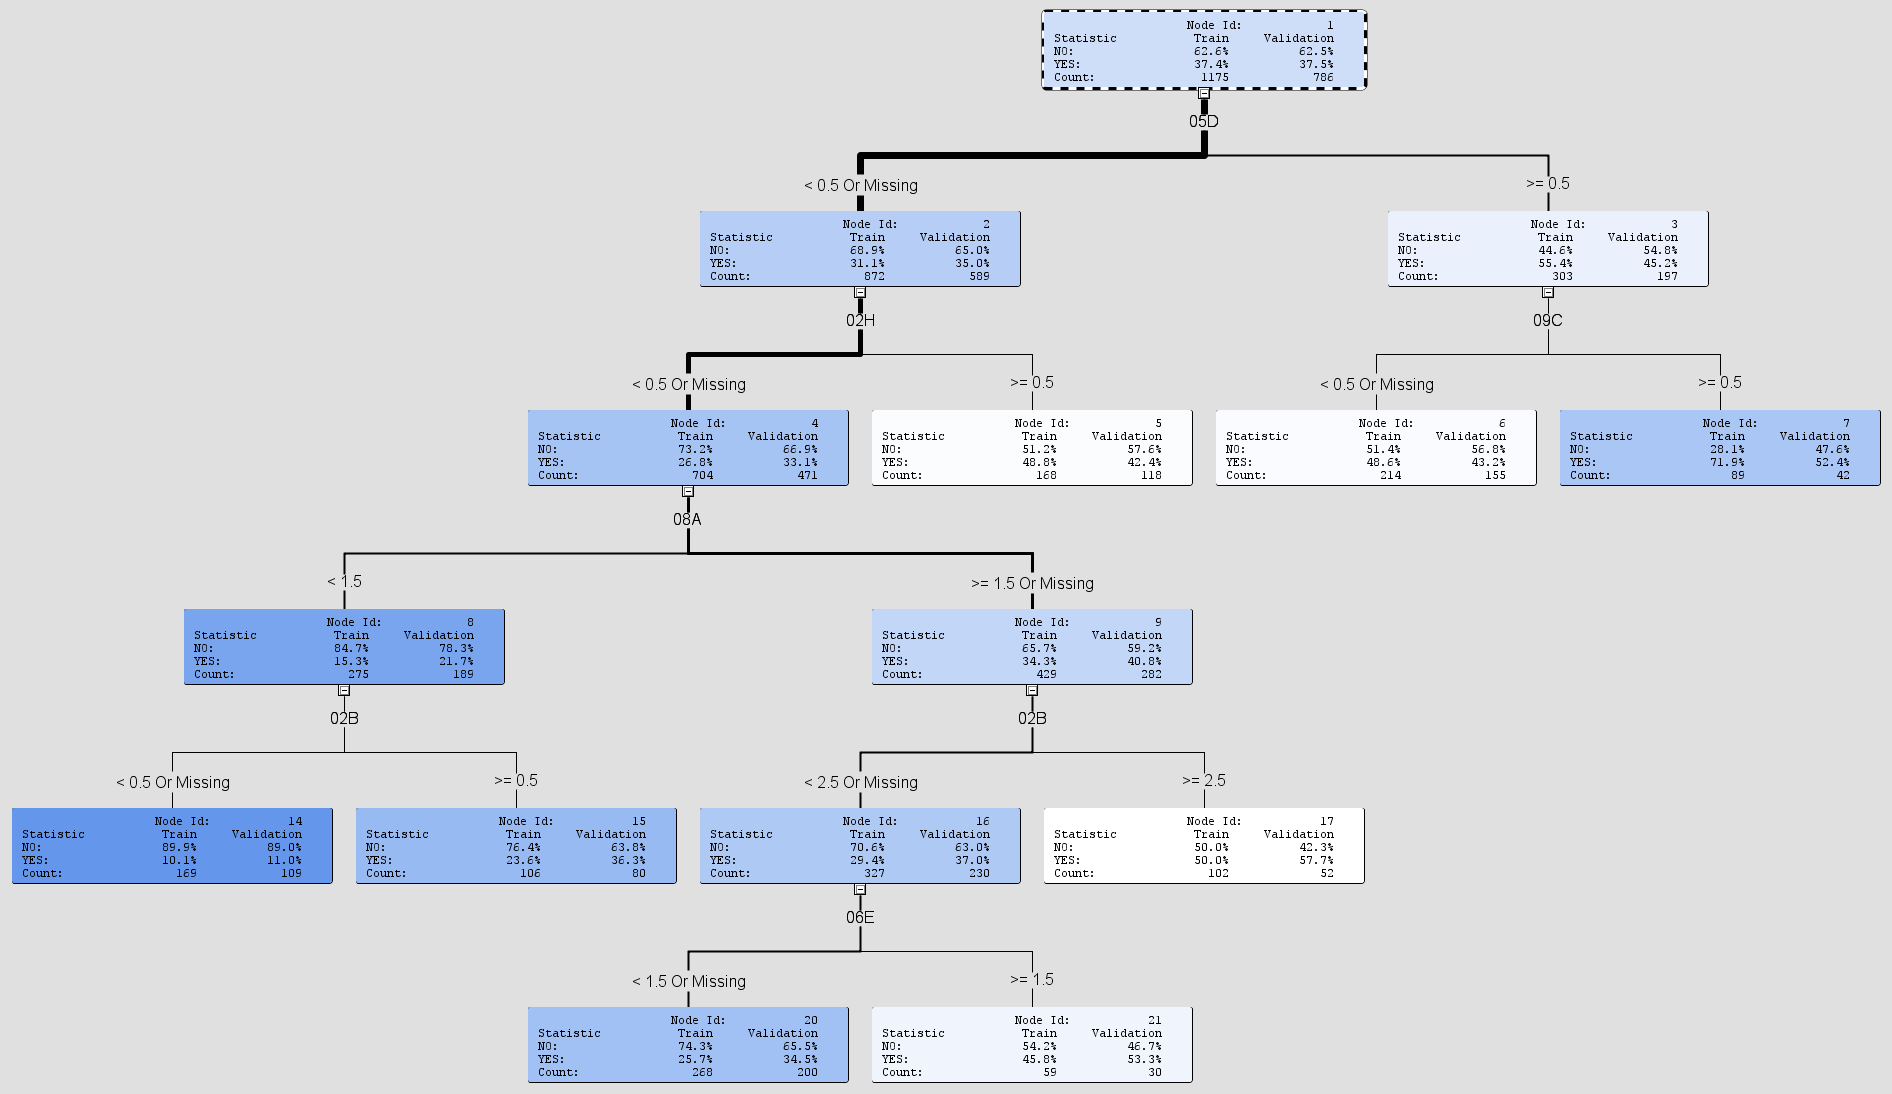 Node Id: 1
Statistic Train Validation
NO: 62.6% 62.5%
YES: 37.4% 37.5%
Count: 1175 786
05D
< 0.5 Or Missing
>= 0.5
Node Id: 2
Statistic Train Validation
NO: 68.9% 65.0%
YES: 31.1% 35.0%
Count: 872 589
Node Id: 3
Statistic Train Validation
NO: 44.6% 54.8%
YES: 55.4% 45.2%
Count: 303 197
02H
09C
< 0.5 Or Missing
>= 0.5
< 0.5 Or Missing
>= 0.5
Node Id: 4
Statistic Train Validation
NO: 73.2% 66.9%
YES: 26.8% 33.1%
Count: 704 471
Node Id: 5
Statistic Train Validation
NO: 51.2% 57.6%
YES: 48.8% 42.4%
Count: 168 118
Node Id: 6
Statistic Train Validation
NO: 51.4% 56.8%
YES: 48.6% 43.2%
Count: 214 155
Node Id: 7
Statistic Train Validation
NO: 28.1% 47.6%
YES: 71.9% 52.4%
Count: 89 42
08A
< 1.5
>= 1.5 Or Missing
Node Id: 8
Statistic Train Validation
NO: 84.7% 78.3%
YES: 15.3% 21.7%
Count: 275 189
Node Id: 9
Statistic Train Validation
NO: 65.7% 59.2%
YES: 34.3% 40.8%
Count: 429 282
02B
02B
< 0.5 Or Missing
>= 0.5
< 2.5 Or Missing
>= 2.5
Node Id: 14
Statistic Train Validation
NO: 89.9% 89.0%
YES: 10.1% 11.0%
Count: 169 109
Node Id: 15
Statistic Train Validation
NO: 76.4% 63.8%
YES: 23.6% 36.3%
Count: 106 80
Node Id: 16
Statistic Train Validation
NO: 70.6% 63.0%
YES: 29.4% 37.0%
Count: 327 230
Node Id: 17
Statistic Train Validation
NO: 50.0% 42.3%
YES: 50.0% 57.7%
Count: 102 52
06E
< 1.5 Or Missing
>= 1.5
Node Id: 20
Statistic Train Validation
NO: 74.3% 65.5%
YES: 25.7% 34.5%
Count: 268 200
Node Id: 21
Statistic Train Validation
NO: 54.2% 46.7%
YES: 45.8% 53.3%
Count: 59 30